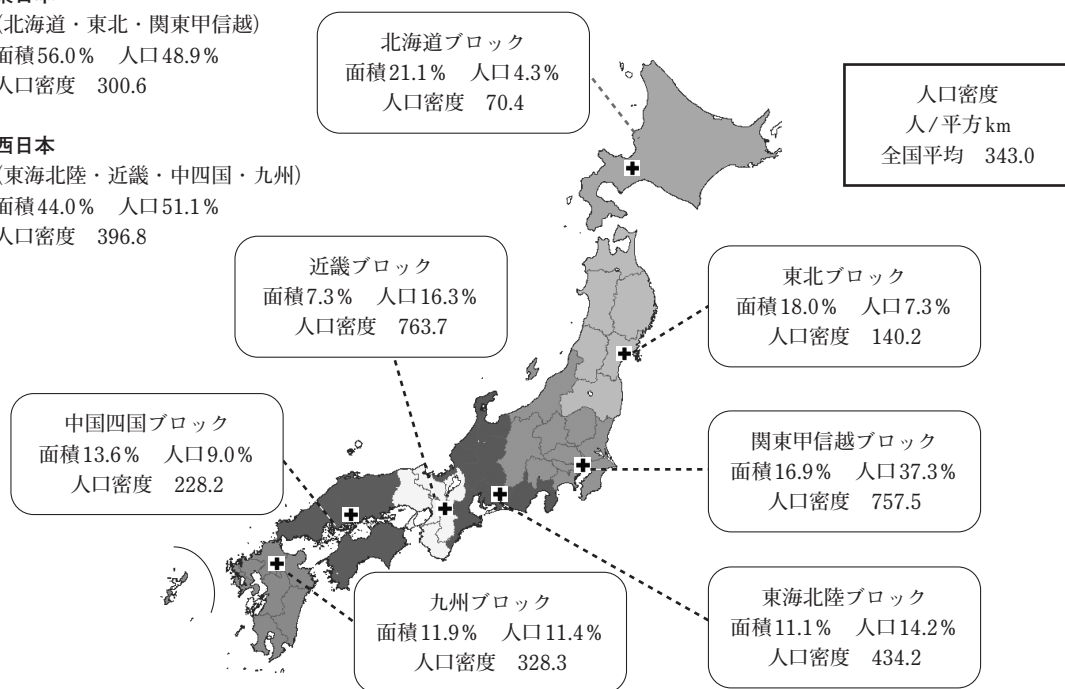 (北海道・東北・関東甲信越)
面積56.0% 人口48.9%
人口密度 300.6
西日本
(東海北陸・近畿・中四国・九州)
面積44.0% 人口51.1%
人口密度 396.8
北海道ブロック
面積21.1% 人口4.3%
人口密度 70.4
人口密度
人/平方km
全国平均 343.0
近畿ブロック
面積7.3% 人口16.3%
人口密度 763.7
東北ブロック
面積18.0% 人口7.3%
人口密度 140.2
中国四国ブロック
面積13.6% 人口9.0%
人口密度 228.2
関東甲信越ブロック
面積16.9% 人口37.3%
人口密度 757.5
九州ブロック
面積11.9% 人口11.4%
人口密度 328.3
東海北陸ブロック
面積11.1% 人口14.2%
人口密度 434.2